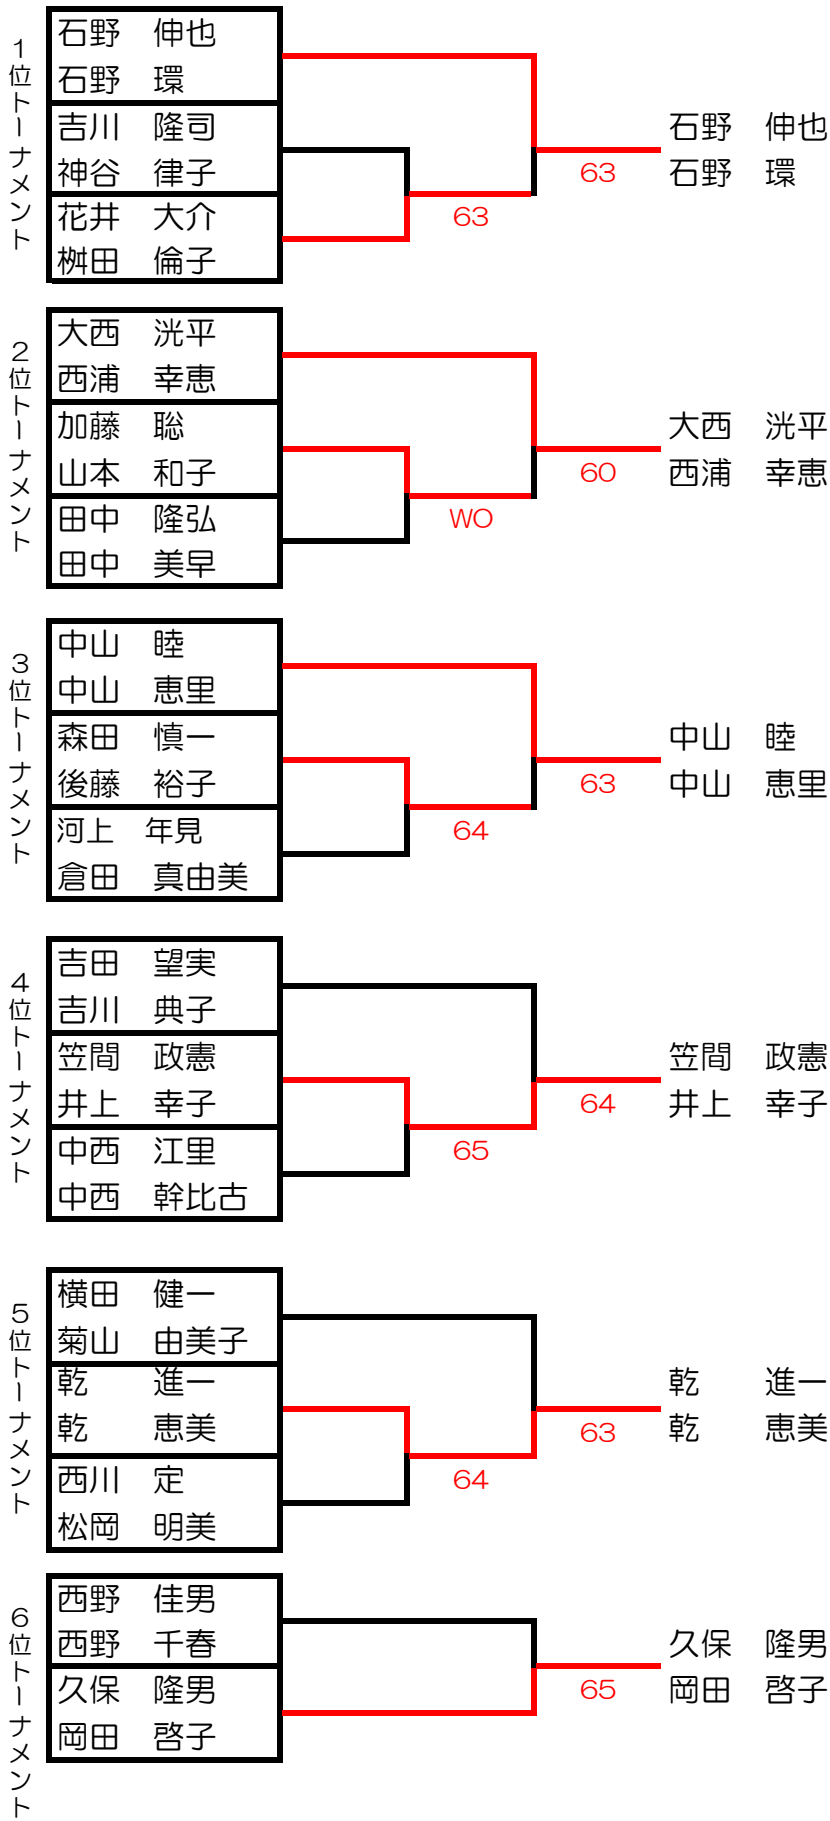 1位トーナメント
石野　伸也
石野　環
吉川　隆司
神谷　律子
花井　大介
桝田　倫子
63
63
石野　伸也
石野　環
2位トーナメント
大西　洸平
西浦　幸恵
加藤　聡
山本　和子
田中　隆弘
田中　美早
WO
60
大西　洸平
西浦　幸恵
3位トーナメント
中山　睦
中山　恵里
森田　慎一
後藤　裕子
河上　年見
倉田　真由美
64
63
中山　睦
中山　恵里
4位トーナメント
吉田　望実
吉川　典子
笠間　政憲
井上　幸子
中西　江里
中西　幹比古
65
64
笠間　政憲
井上　幸子
5位トーナメント
横田　健一
菊山　由美子
乾　　進一
乾　　恵美
西川　定
松岡　明美
64
63
乾　　進一
乾　　恵美
6位トーナメント
西野　佳男
西野　千春
久保　隆男
岡田　啓子
65
久保　隆男
岡田　啓子